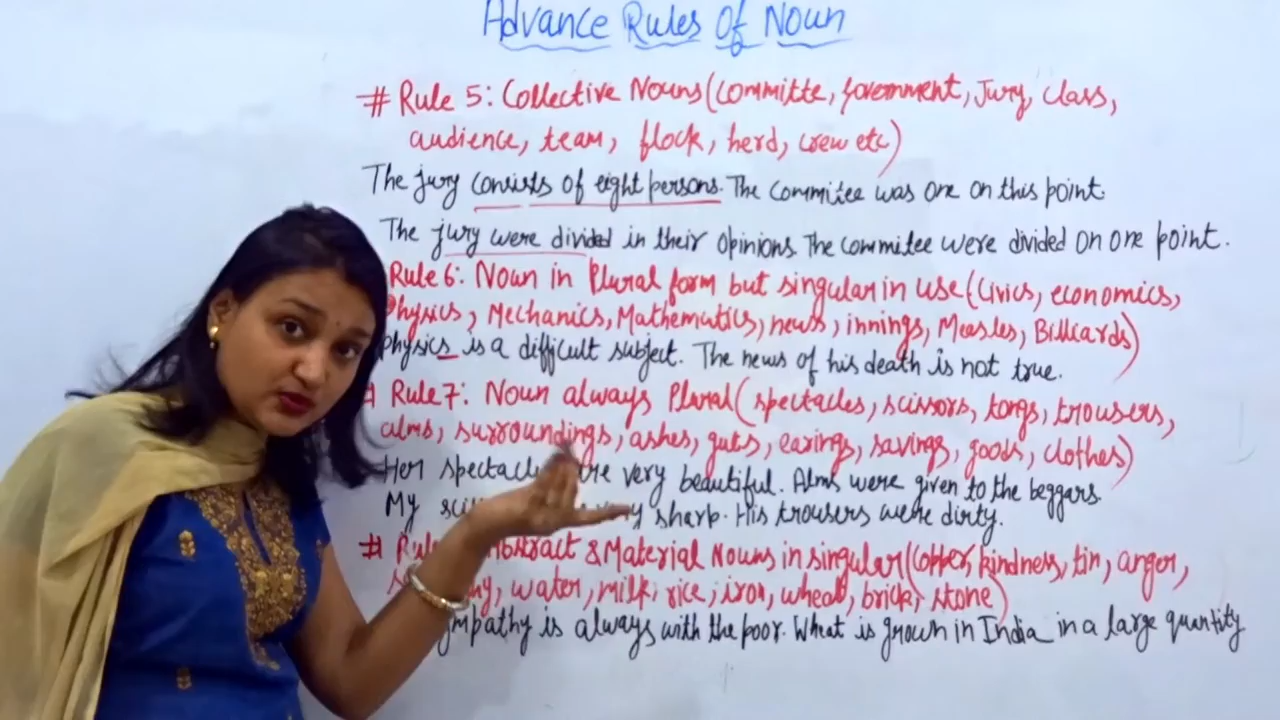 Advance Rules Of Noun
# Rule 5: Collective Nouns (Committe, Government, Jury, class,
audience, team, flock, herd, crew etc)
The jury consists of eight persons. The Commitee was one on this point.
The jury were divided in their opinions. The commitee were divided on one point.
Rule 6: Noun in Plural form but singular in use (Civics, economics,
Physics, Mechanics, Mathematics, news, innings, Measles, Billiards)
physics is a difficult subject. The news of his death is not true.
# Rule 7: Noun always Plural (spectacles, scissors, tongs, trousers,
alms, surroundings, ashes, guts, earings, savings, goods, clothes)
Her very beautiful. Alms were given to the beggars.
My sharp. His trousers were dirty.
# & Material Nouns in singular (Copper, kindness, tin, anger,
water, milk, rice, iron, wheat, brick, stone)
is always with the poor. Wheat is grown in India in a large quantity